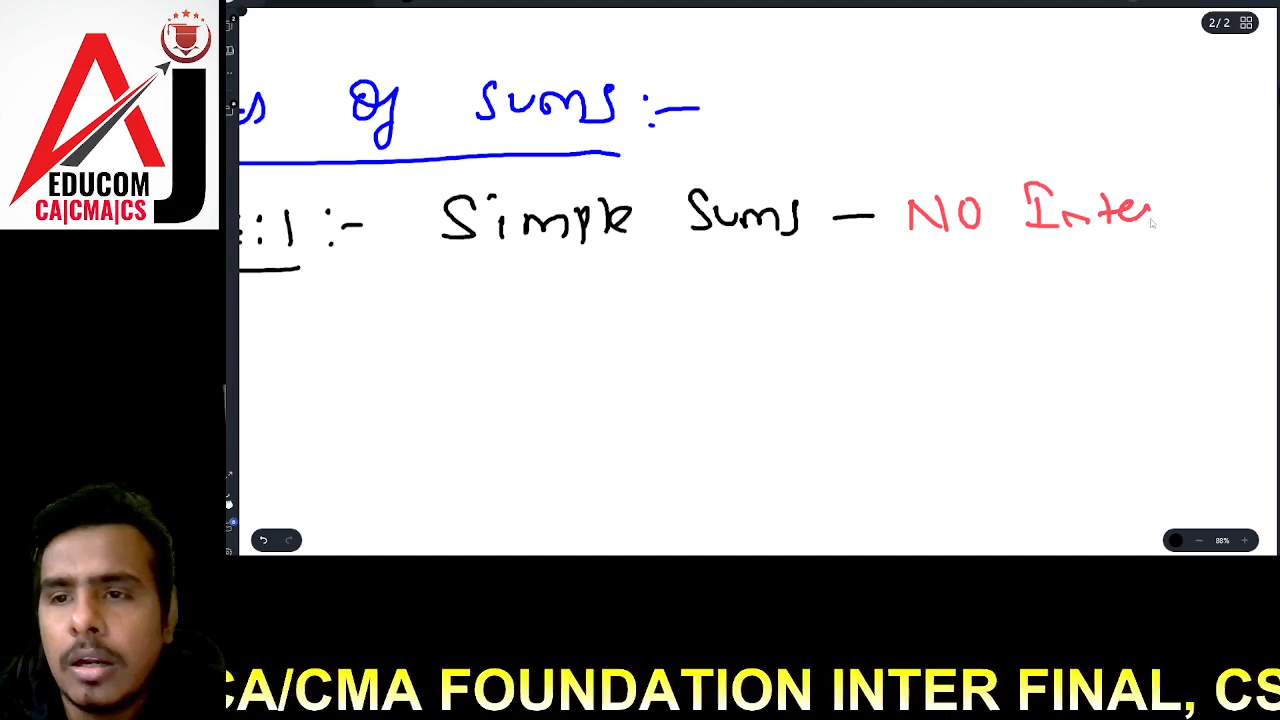 AJ
EDUCOM
CA|CMA|CS
2/2
Of sums:-
:- Simple Sums - NO Inter
88%
CA/CMA FOUNDATION INTER FINAL, CS